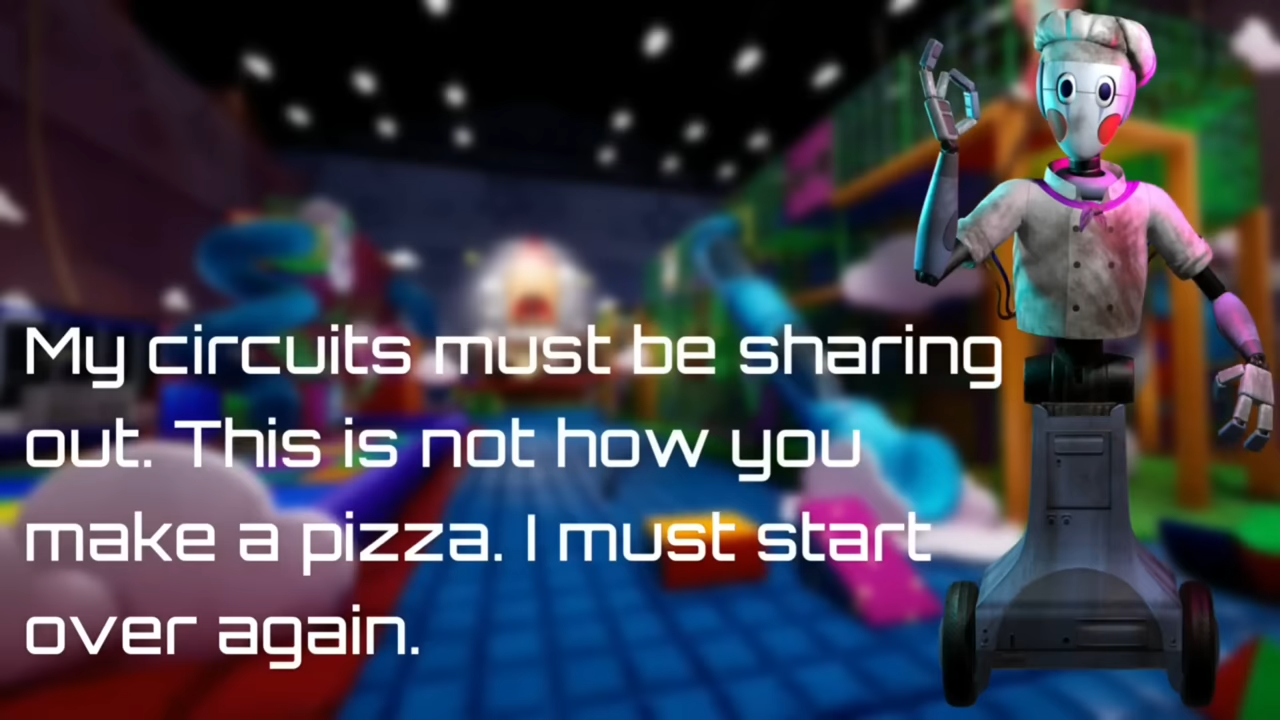 My circuits must be sharing
out. This is not how you
make a pizza. I must start
over again.